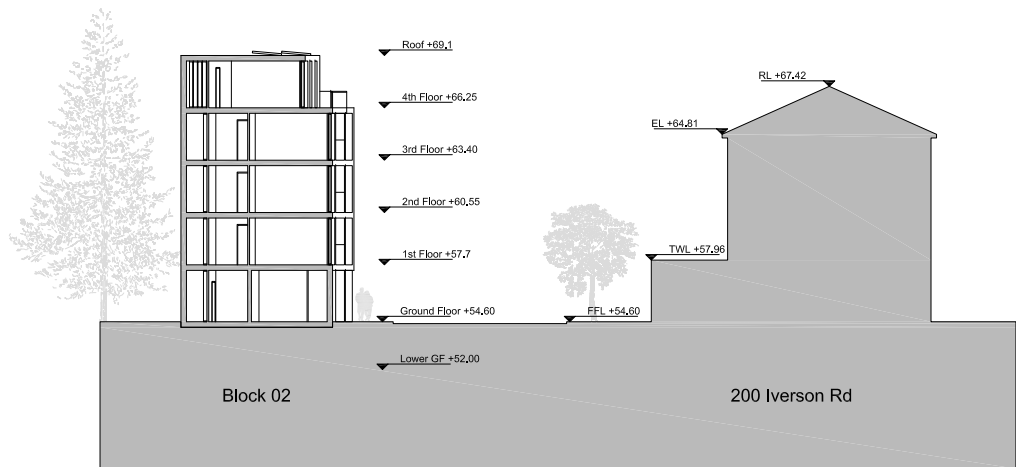 Roof +69.1
4th Floor +66.25
3rd Floor +63.40
2nd Floor +60.55
1st Floor +57.7
Ground Floor +54.60
Lower GF +52.00
RL +67.42
EL +64.81
TWL +57.96
FFL +54.60
Block 02
200 Iverson Rd